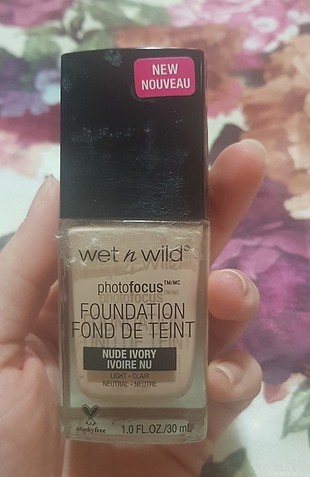 NEW
NOUVEAU
wet n wild®
photofocus™/MC
FOUNDATION
FOND DE TEINT
NUDE IVORY
IVOIRE NU
LIGHT • CLAIR
NEUTRAL • NEUTRE
crueltyfree
1.0 FL.OZ./30 mL